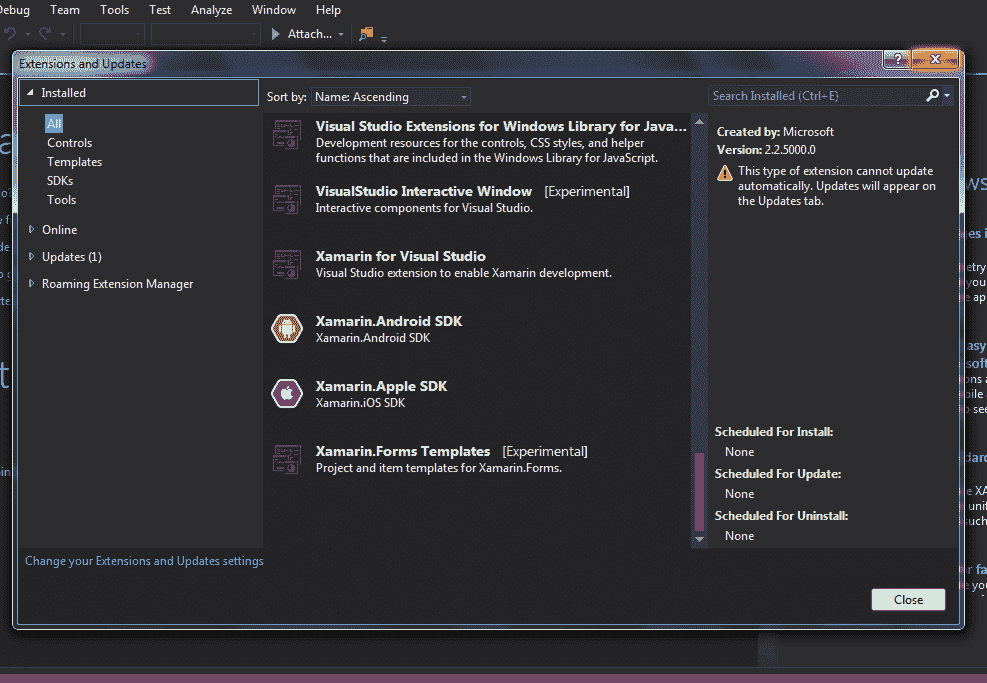 Debug Team Tools Test Analyze Window Help
Attach...
Extensions and Updates
?
Installed
All
Controls
Templates
SDKs
Tools
Online
Updates (1)
Roaming Extension Manager
Sort by: Name: Ascending
Search Installed (Ctrl+E)
Visual Studio Extensions for Windows Library for Java...
Development resources for the controls, CSS styles, and helper
functions that are included in the Windows Library for JavaScript.
VisualStudio Interactive Window [Experimental]
Interactive components for Visual Studio.
Xamarin for Visual Studio
Visual Studio extension to enable Xamarin development.
Xamarin.Android SDK
Xamarin.Android SDK
Xamarin.Apple SDK
Xamarin.iOS SDK
Xamarin.Forms Templates [Experimental]
Project and item templates for Xamarin.Forms.
Created by: Microsoft
Version: 2.2.5000.0
This type of extension cannot update
automatically. Updates will appear on
the Updates tab.
Scheduled For Install:
None
Scheduled For Update:
None
Scheduled For Uninstall:
None
Change your Extensions and Updates settings
Close